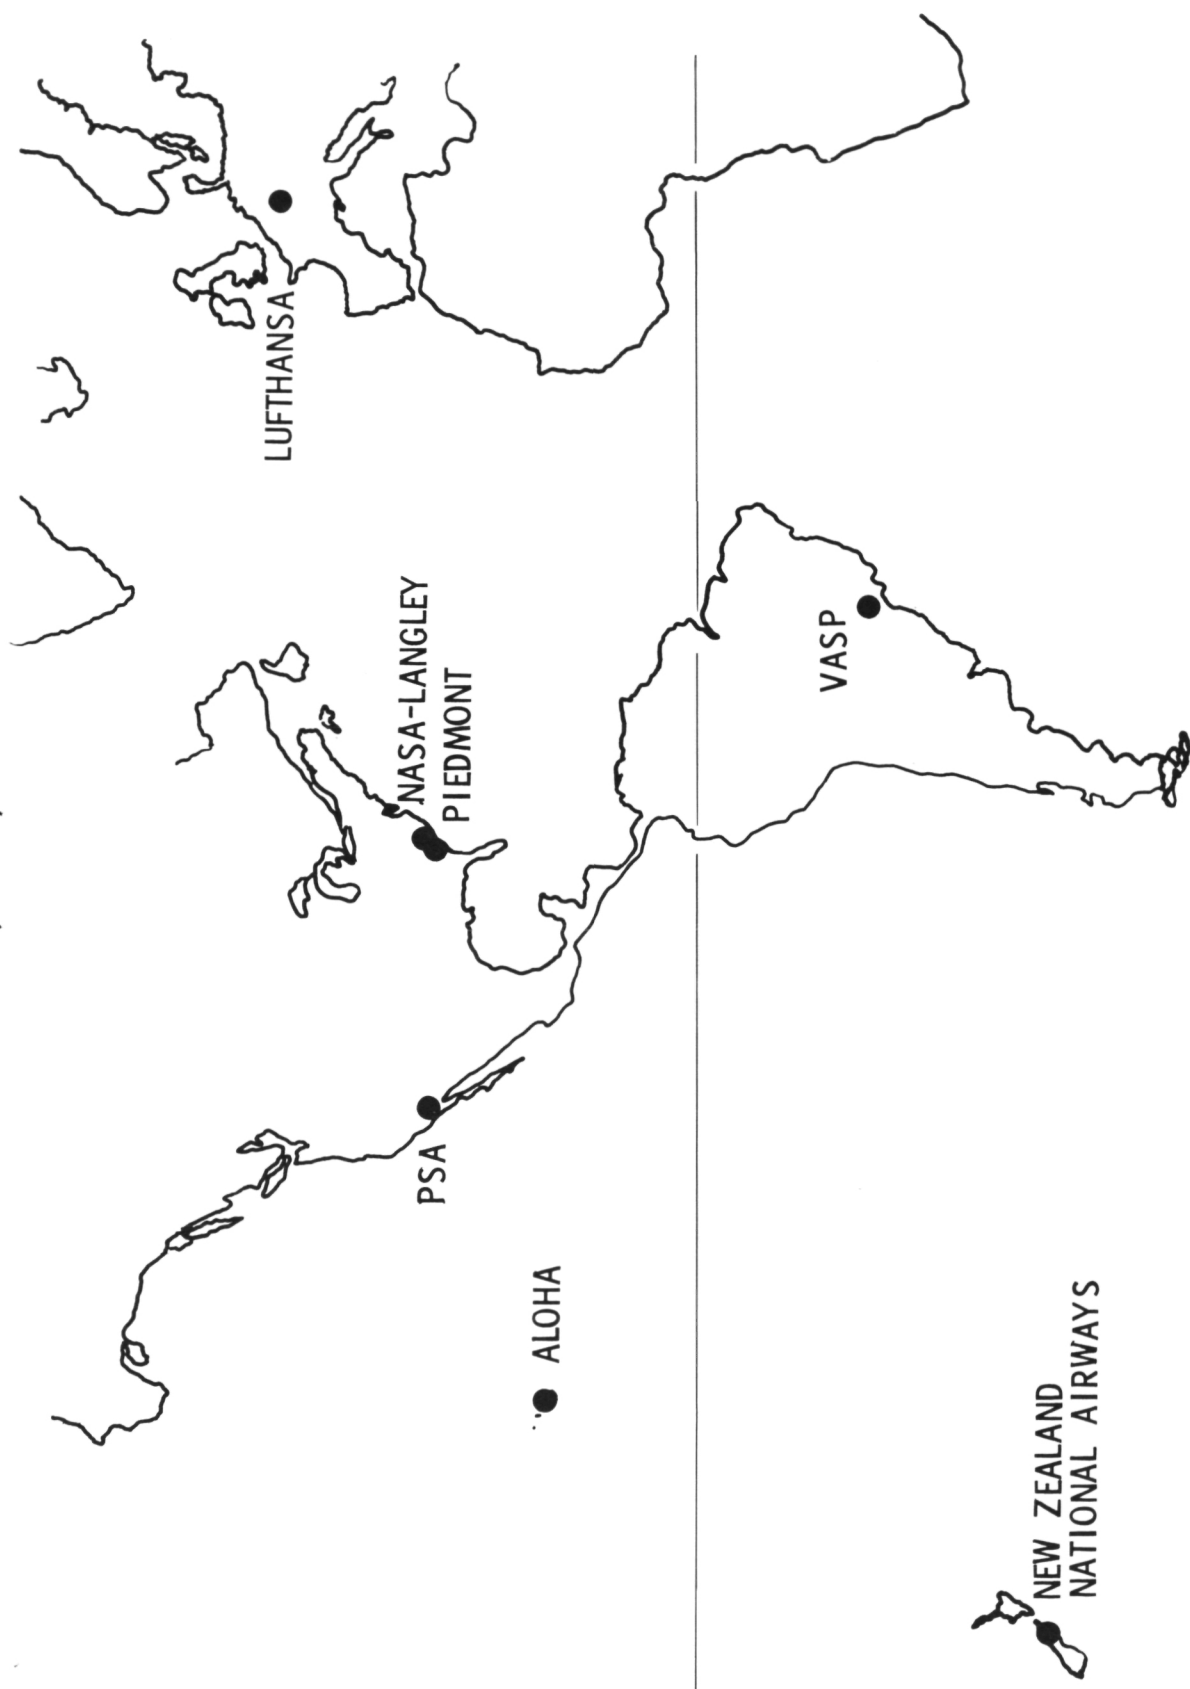 LUFTHANSA
NASA-LANGLEY
PIEDMONT
VASP
PSA
ALOHA
NEW ZEALAND
NATIONAL AIRWAYS